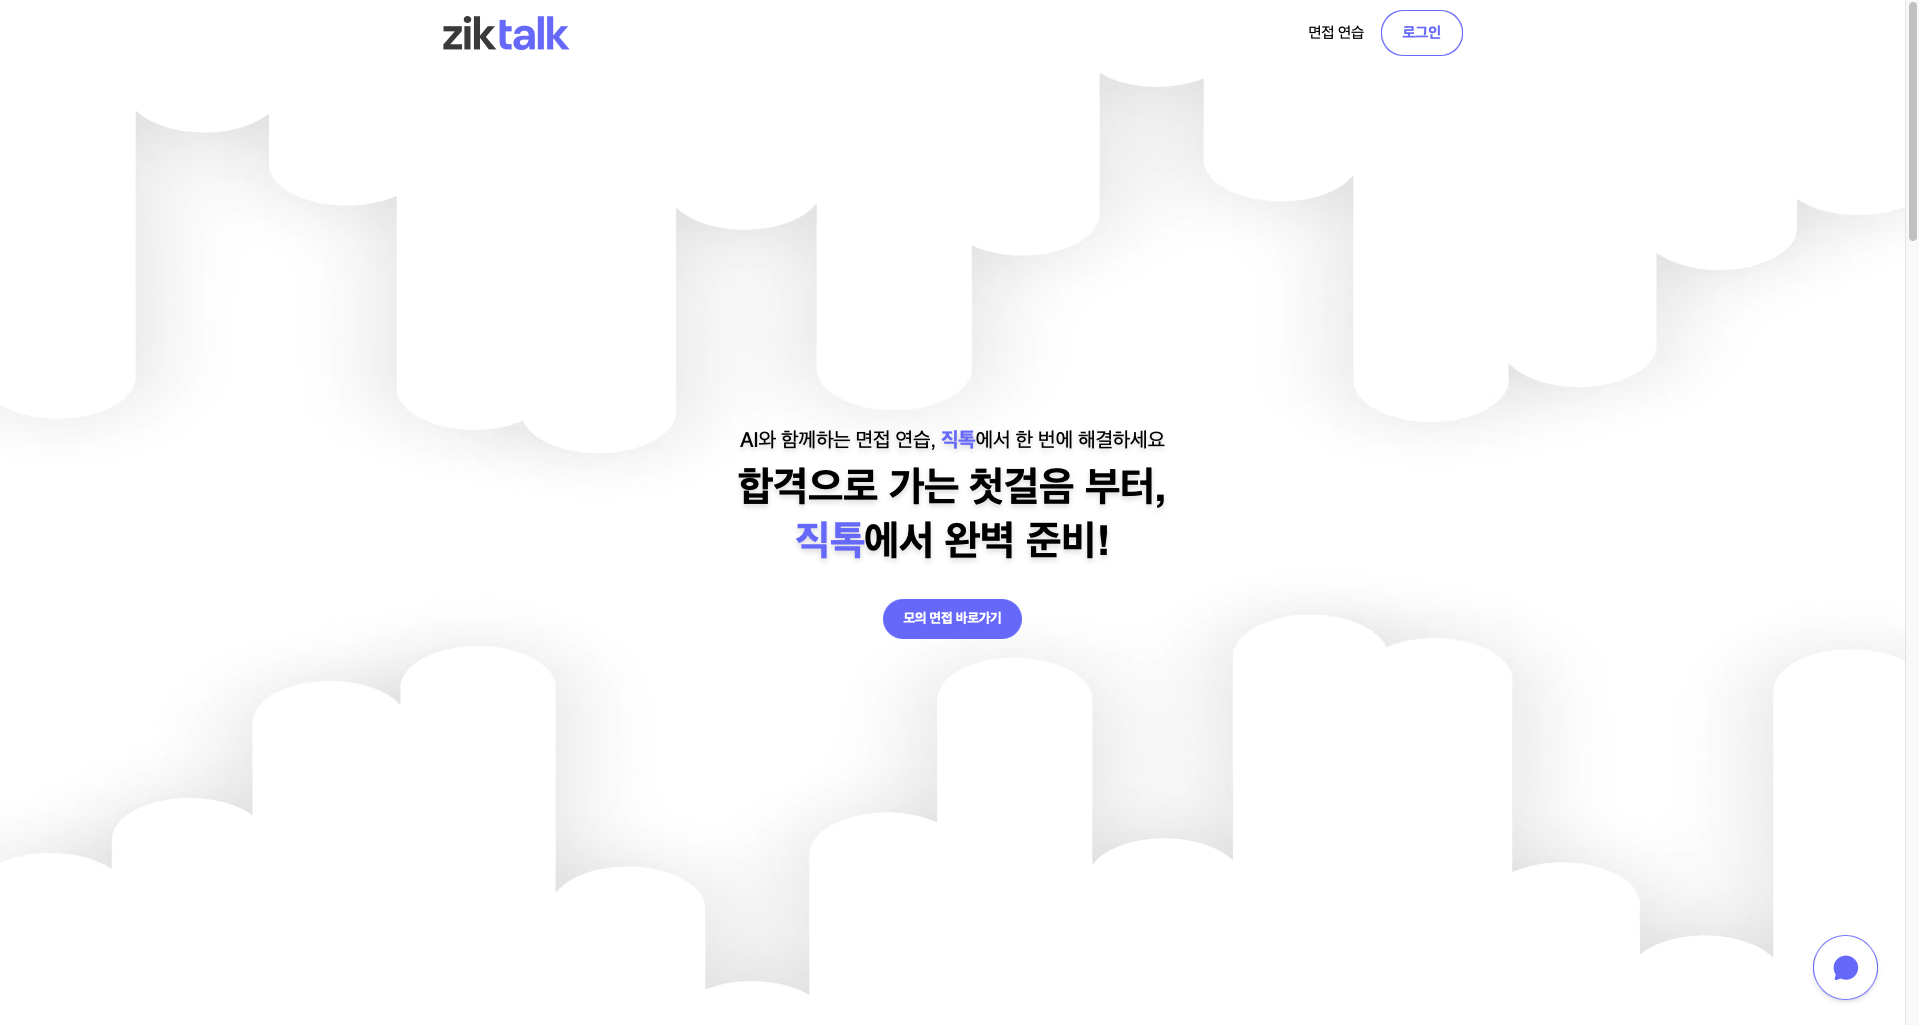 ziktalk
면접 연습
로그인
AI와 함께하는 면접 연습, 직톡에서 한 번에 해결하세요
합격으로 가는 첫걸음 부터,
직톡에서 완벽 준비!
모의 면접 바로가기